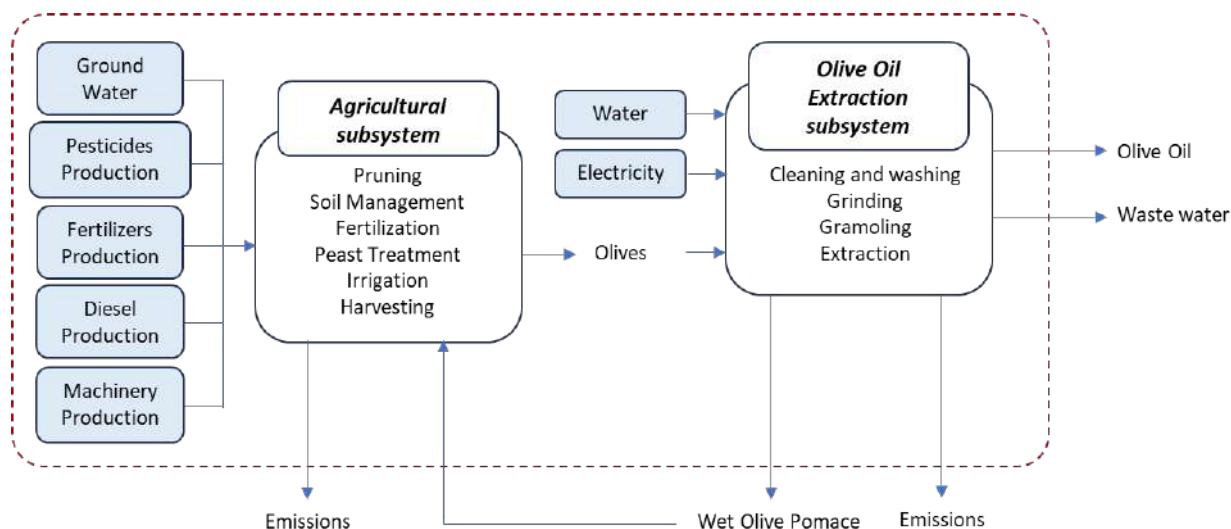 Ground
Water
Pesticides
Production
Fertilizers
Production
Diesel
Production
Machinery
Production
Agricultural
subsystem
Pruning
Soil Management
Fertilization
Peast Treatment
Irrigation
Harvesting
Water
Electricity
Olives
Olive Oil
Extraction
subsystem
Cleaning and washing
Grinding
Gramoling
Extraction
Olive Oil
Waste water
Emissions
Wet Olive Pomace
Emissions